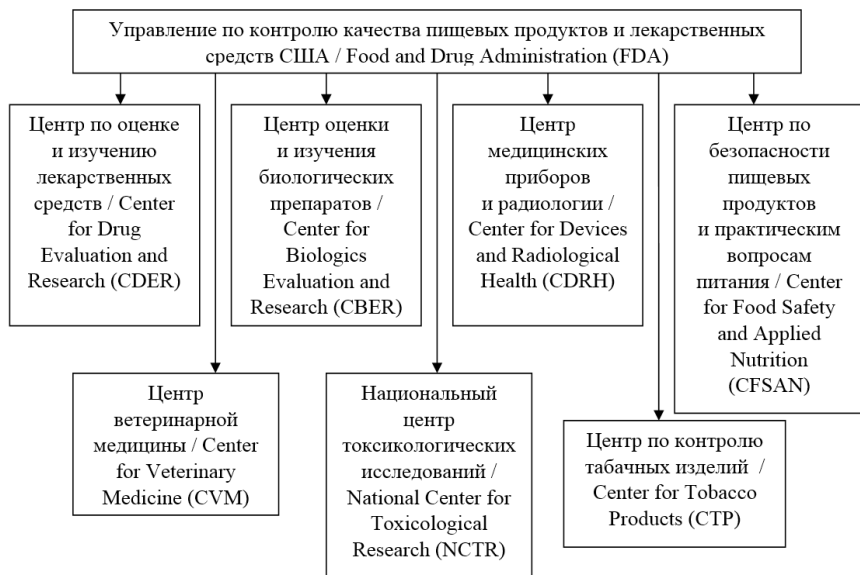 Управление по контролю качества пищевых продуктов и лекарственных
средств США / Food and Drug Administration (FDA)
Центр по оценке
и изучению
лекарственных
средств / Center
for Drug
Evaluation and
Research (CDER)
Центр оценки
и изучения
биологических
препаратов /
Center for
Biologics
Evaluation and
Research (CBER)
Центр
медицинских
приборов
и радиологии /
Center for Devices
and Radiological
Health (CDRH)
Центр по
безопасности
пищевых
продуктов
и практическим
вопросам
питания / Center
for Food Safety
and Applied
Nutrition
(CFSAN)
Центр
ветеринарной
медицины / Center
for Veterinary
Medicine (CVM)
Национальный
центр
токсикологических
исследований /
National Center for
Toxicological
Research (NCTR)
Центр по контролю
табачных изделий /
Center for Tobacco
Products (CTP)